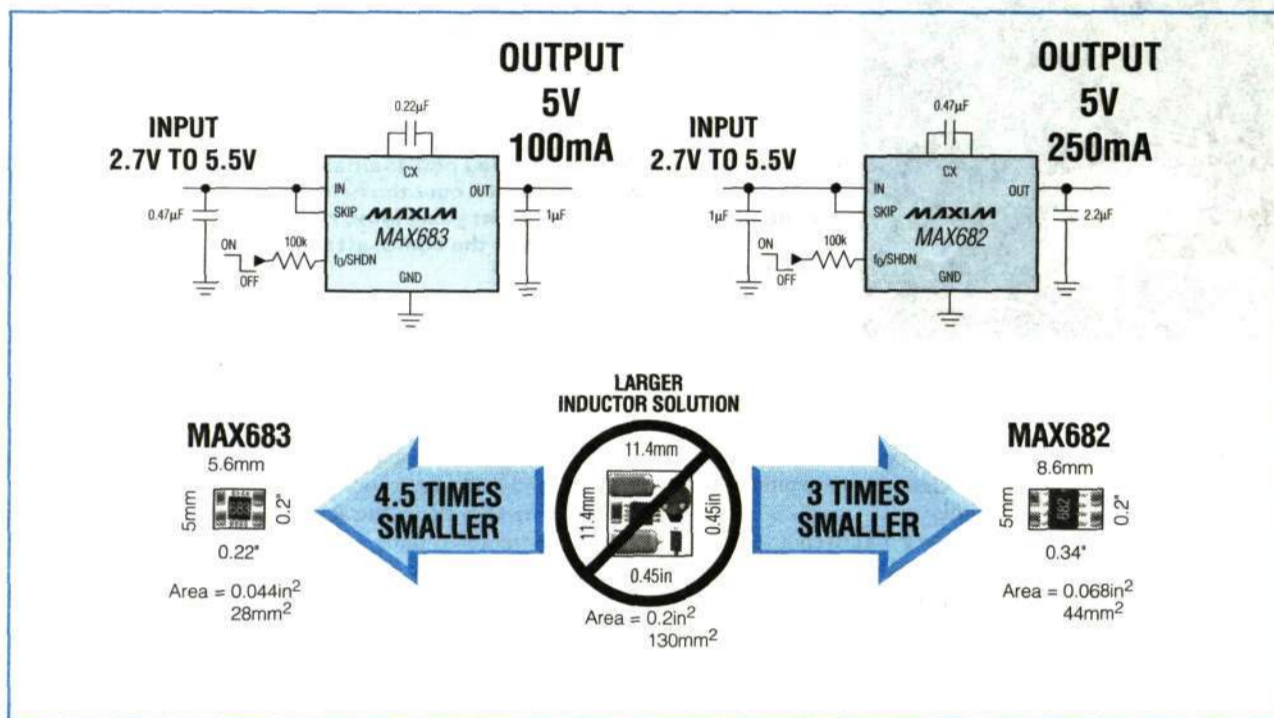 INPUT
2.7V TO 5.5V
0.22µF
OUTPUT
5V
100mA
CX
IN
OUT
SKIP
MAXIM
MAX683
0.47µF
1µF
ON
OFF
100k
fO/SHDN
GND
INPUT
2.7V TO 5.5V
0.47µF
OUTPUT
5V
250mA
CX
IN
OUT
SKIP
MAXIM
MAX682
1µF
2.2µF
ON
OFF
100k
fO/SHDN
GND
MAX683
5.6mm
5mm
683
0.2"
0.22"
Area = 0.044in²
28mm²
4.5 TIMES
SMALLER
LARGER
INDUCTOR SOLUTION
11.4mm
11.4mm
0.45in
0.45in
Area = 0.2in²
130mm²
3 TIMES
SMALLER
MAX682
8.6mm
5mm
682
0.2"
0.34"
Area = 0.068in²
44mm²